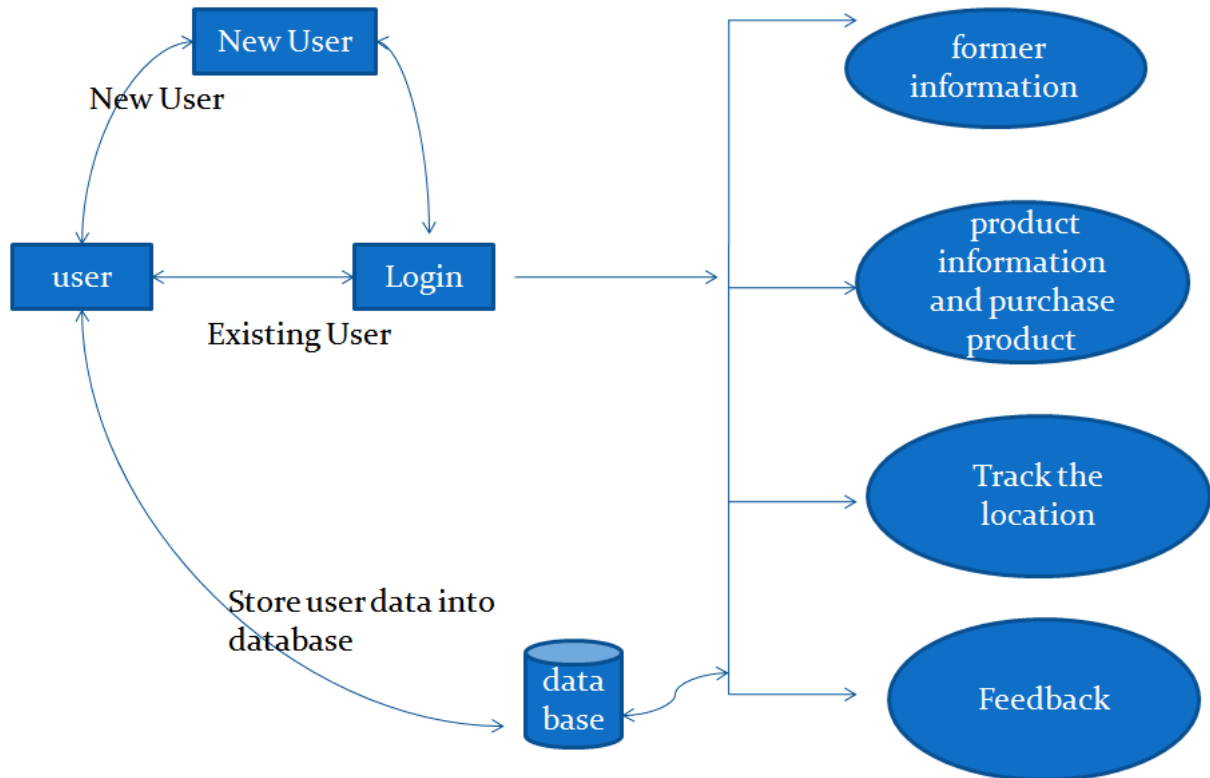 New User
New User
user
Login
Existing User
Store user data into
database
data
base
former
information
product
information
and purchase
product
Track the
location
Feedback